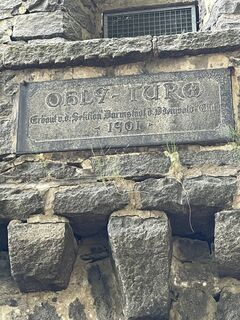 OHLY-TURM
Erbaut v. d. Sektion Darmstadt d. Odenwald-Club
- 1901 -